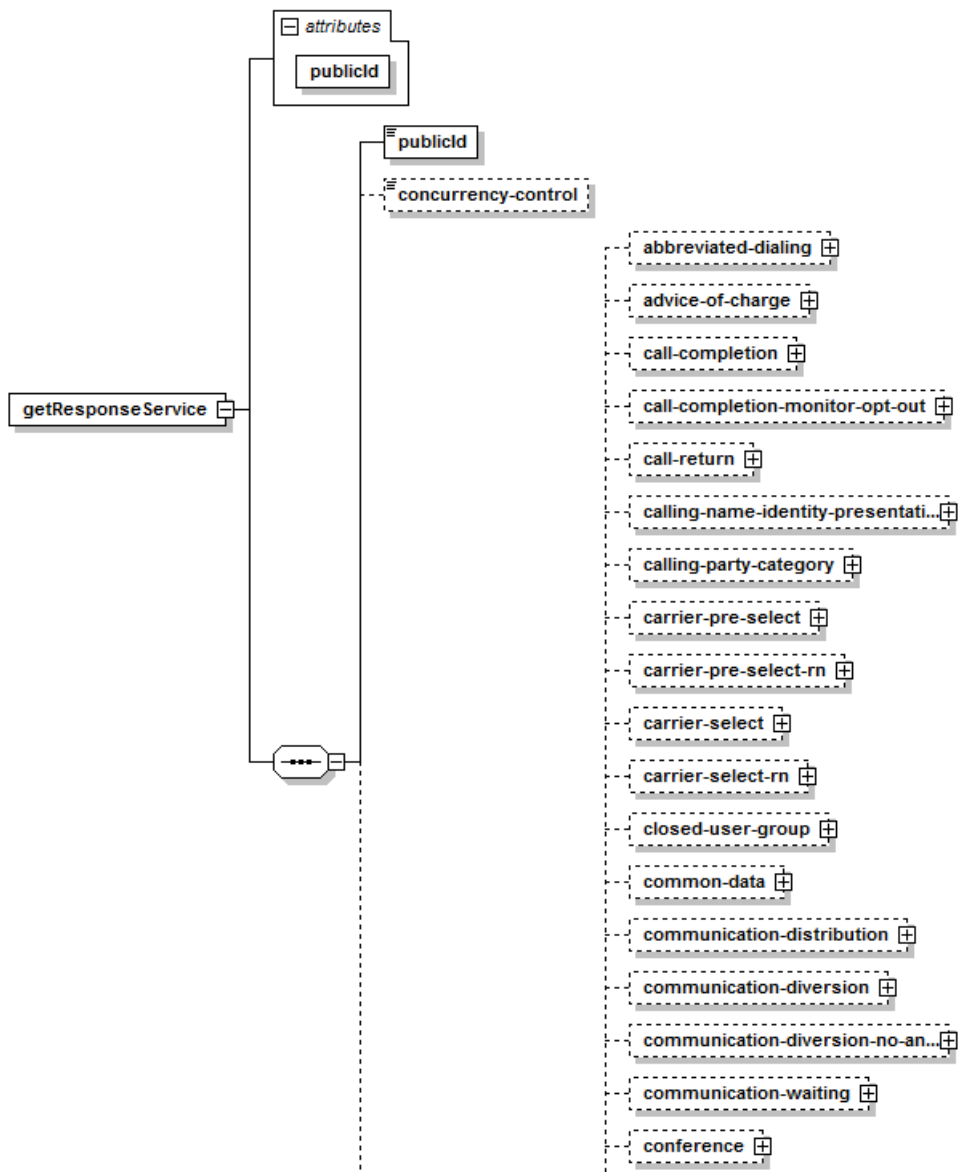 attributes
publicId
publicId
concurrency-control
abbreviated-dialing
advice-of-charge
call-completion
getResponseService
call-completion-monitor-opt-out
call-return
calling-name-identity-presentati...
calling-party-category
carrier-pre-select
carrier-pre-select-rn
carrier-select
carrier-select-rn
closed-user-group
common-data
communication-distribution
communication-diversion
communication-diversion-no-an...
communication-waiting
conference